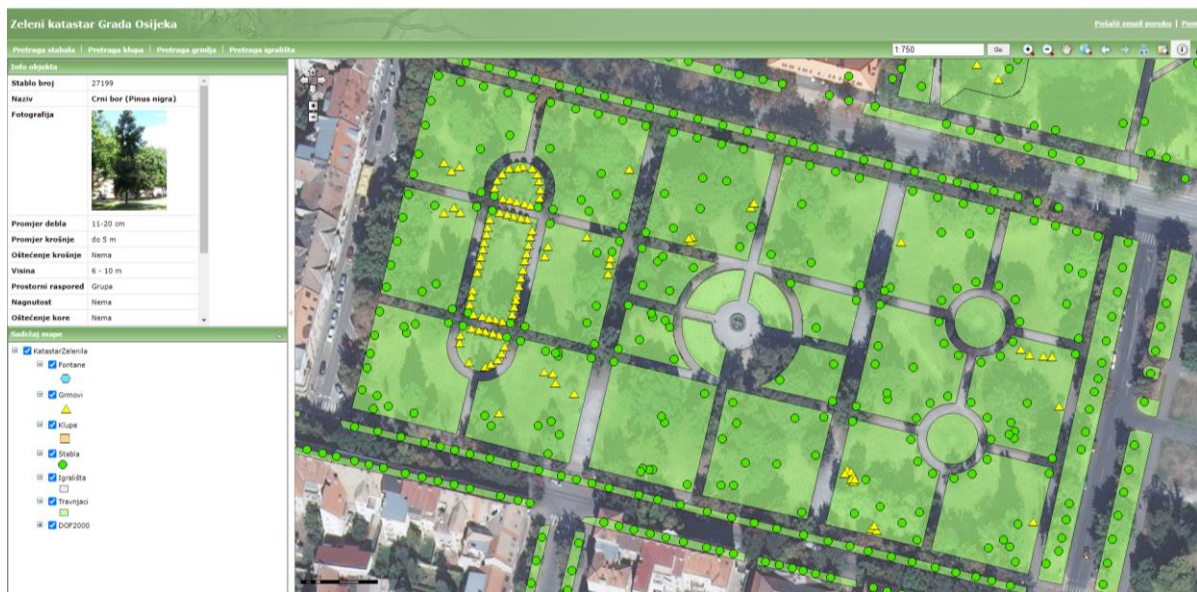 Zeleni katastar Grada Osijeka
Pošalji email poruku |
Pretraga stabala | Pretraga klupa | Pretraga grmlja | Pretraga igrališta
1:750
Go
Info objekta
Stablo broj 27199
Naziv Crni bor (Pinus nigra)
Fotografija
Promjer debla 11-20 cm
Promjer krošnje do 5 m
Oštećenje krošnje Nema
Visina 6 - 10 m
Prostorni raspored Grupa
Nagnutost Nema
Oštećenje kore Nema
Sadržaj mape
KatastarZelenila
Fontane
Grmovi
Klupe
Stabla
Igrališta
Travnjaci
DOF2000